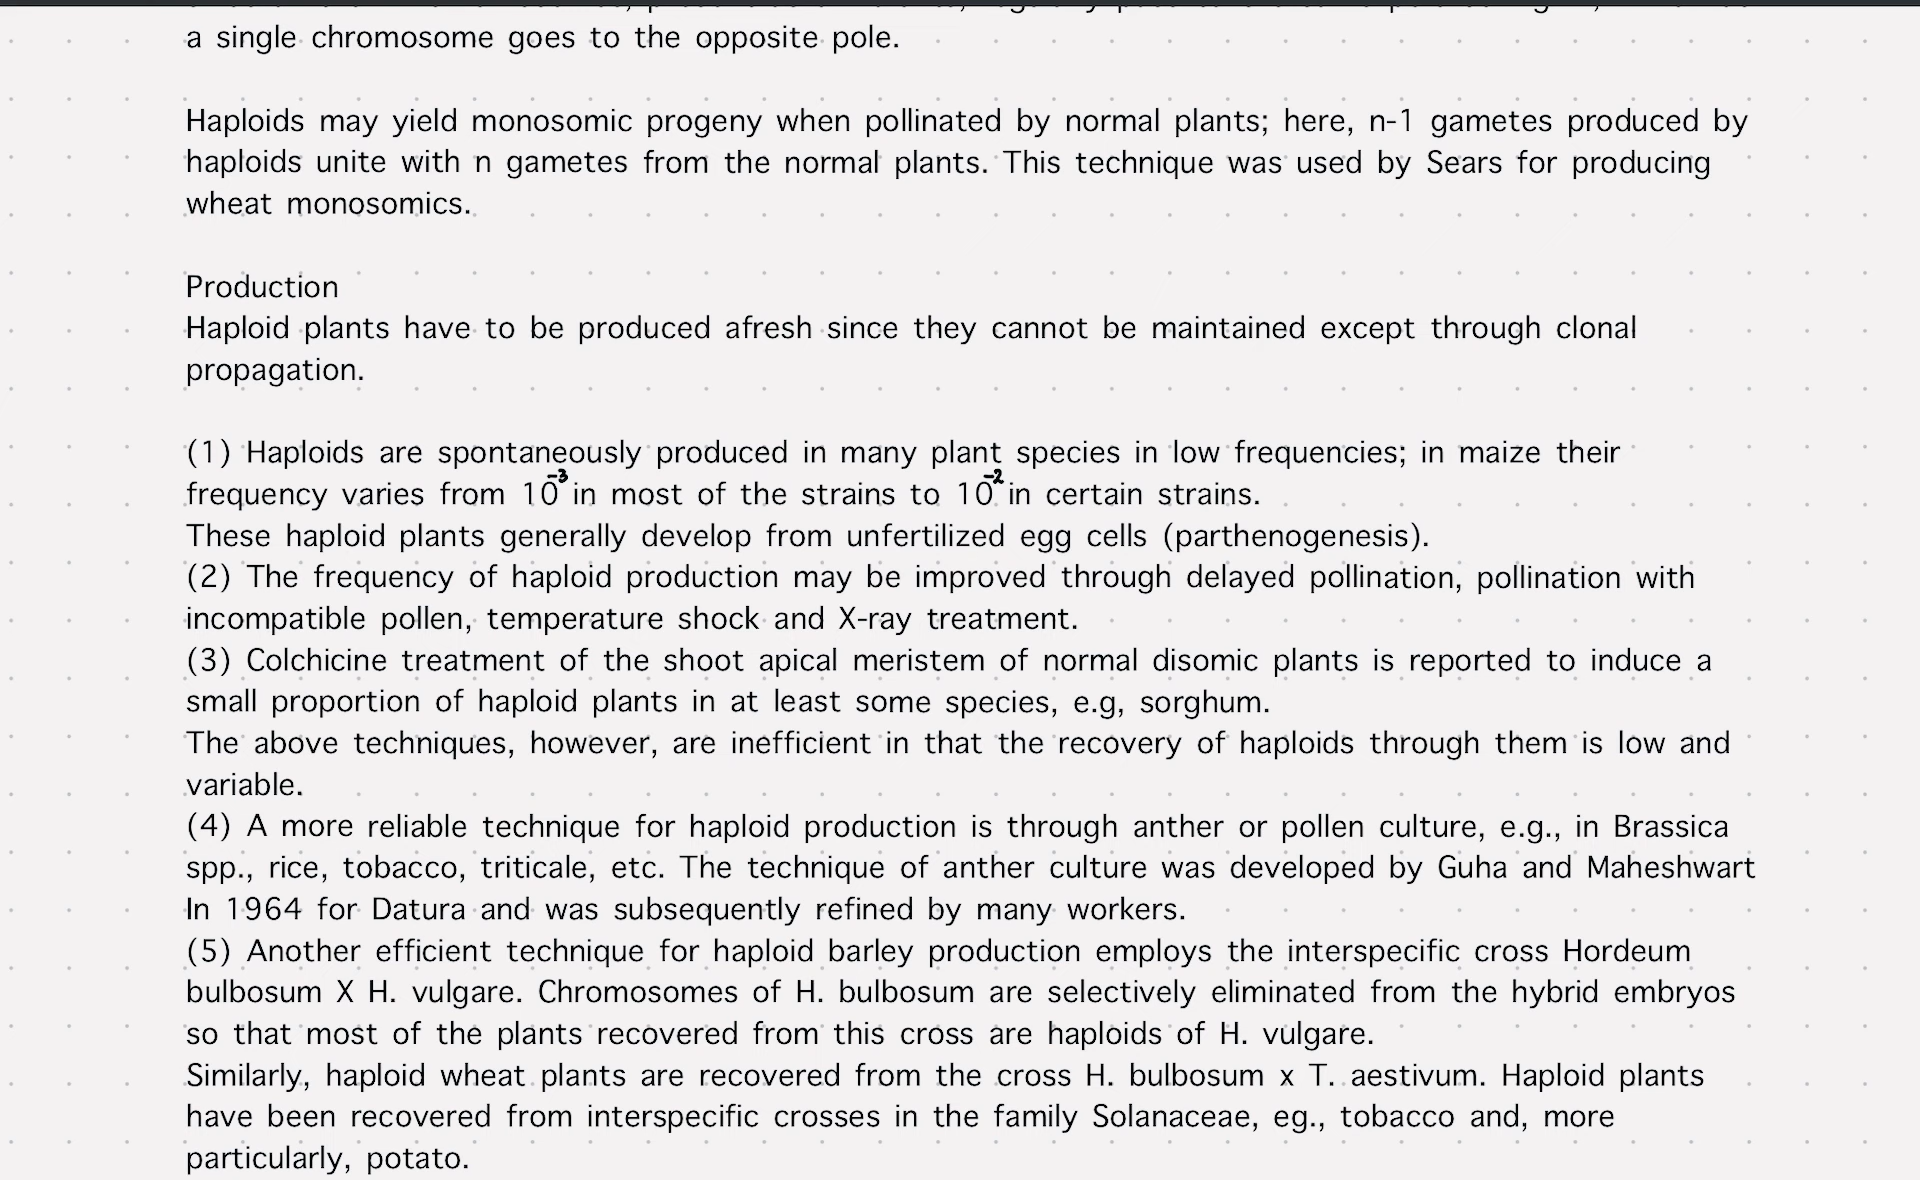 a single chromosome goes to the opposite pole.
Haploids may yield monosomic progeny when pollinated by normal plants; here, n-1 gametes produced by
haploids unite with n gametes from the normal plants. This technique was used by Sears for producing
wheat monosomics.
Production
Haploid plants have to be produced afresh since they cannot be maintained except through clonal
propagation.
(1) Haploids are spontaneously produced in many plant species in low frequencies; in maize their
frequency varies from 10⁻³ in most of the strains to 10⁻² in certain strains.
These haploid plants generally develop from unfertilized egg cells (parthenogenesis).
(2) The frequency of haploid production may be improved through delayed pollination, pollination with
incompatible pollen, temperature shock and X-ray treatment.
(3) Colchicine treatment of the shoot apical meristem of normal disomic plants is reported to induce a
small proportion of haploid plants in at least some species, e.g, sorghum.
The above techniques, however, are inefficient in that the recovery of haploids through them is low and
variable.
(4) A more reliable technique for haploid production is through anther or pollen culture, e.g., in Brassica
spp., rice, tobacco, triticale, etc. The technique of anther culture was developed by Guha and Maheshwart
In 1964 for Datura and was subsequently refined by many workers.
(5) Another efficient technique for haploid barley production employs the interspecific cross Hordeum
bulbosum X H. vulgare. Chromosomes of H. bulbosum are selectively eliminated from the hybrid embryos
so that most of the plants recovered from this cross are haploids of H. vulgare.
Similarly, haploid wheat plants are recovered from the cross H. bulbosum x T. aestivum. Haploid plants
have been recovered from interspecific crosses in the family Solanaceae, eg., tobacco and, more
particularly, potato.